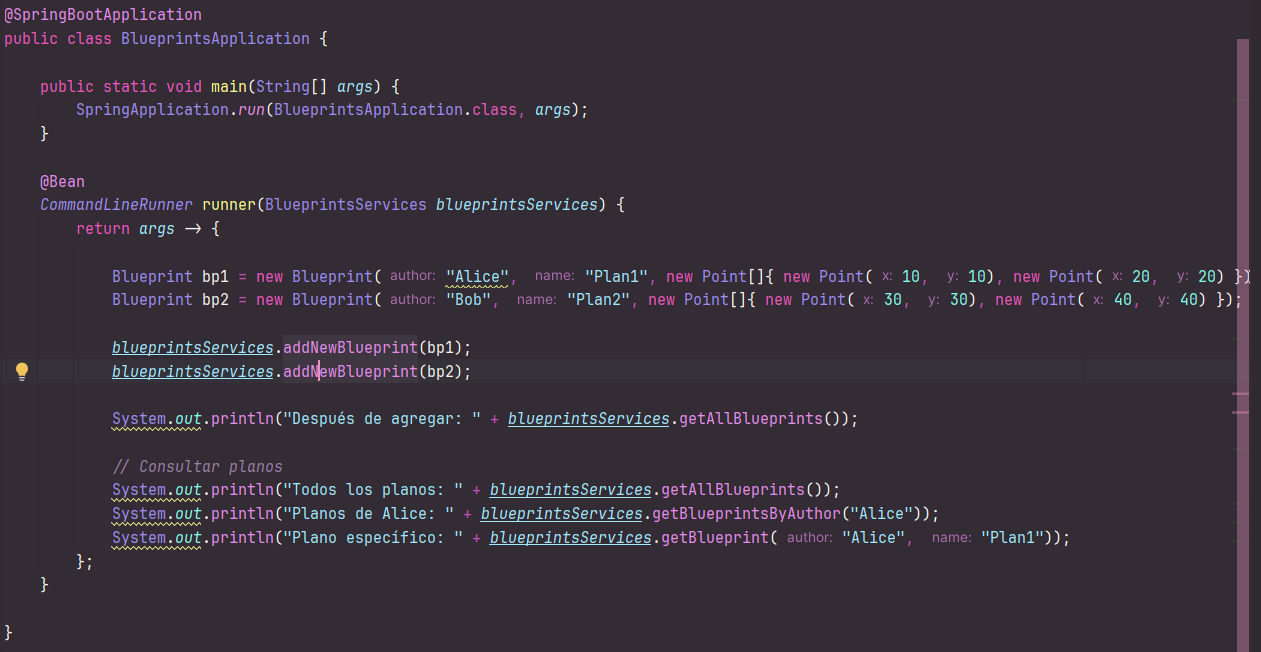 @SpringBootApplication
public class BlueprintsApplication {
public static void main(String[] args) {
SpringApplication.run(BlueprintsApplication.class, args);
}
@Bean
CommandLineRunner runner(BlueprintsServices blueprintsServices) {
return args -> {
Blueprint bp1 = new Blueprint( author: "Alice", name: "Plan1", new Point[]{ new Point( x: 10, y: 10), new Point( x: 20, y: 20) })
Blueprint bp2 = new Blueprint( author: "Bob", name: "Plan2", new Point[]{ new Point( x: 30, y: 30), new Point( x: 40, y: 40) });
blueprintsServices.addNewBlueprint(bp1);
blueprintsServices.addNewBlueprint(bp2);
System.out.println("Después de agregar: " + blueprintsServices.getAllBlueprints());
// Consultar planos
System.out.println("Todos los planos: " + blueprintsServices.getAllBlueprints());
System.out.println("Planos de Alice: " + blueprintsServices.getBlueprintsByAuthor("Alice"));
System.out.println("Plano específico: " + blueprintsServices.getBlueprint( author: "Alice", name: "Plan1"));
};
}
}